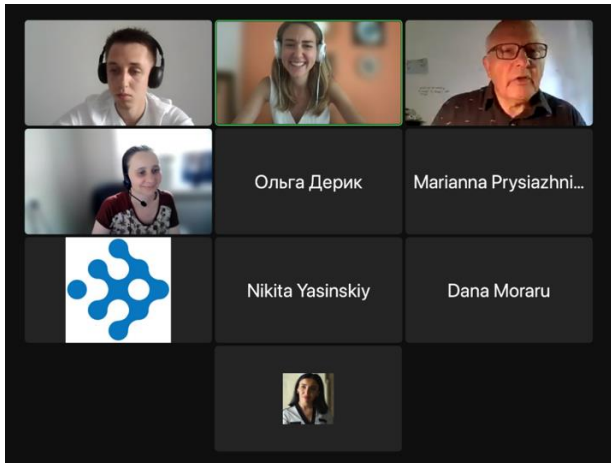 Ольга Дерик
Marianna Prysiazhni...
Nikita Yasinskiy
Dana Moraru